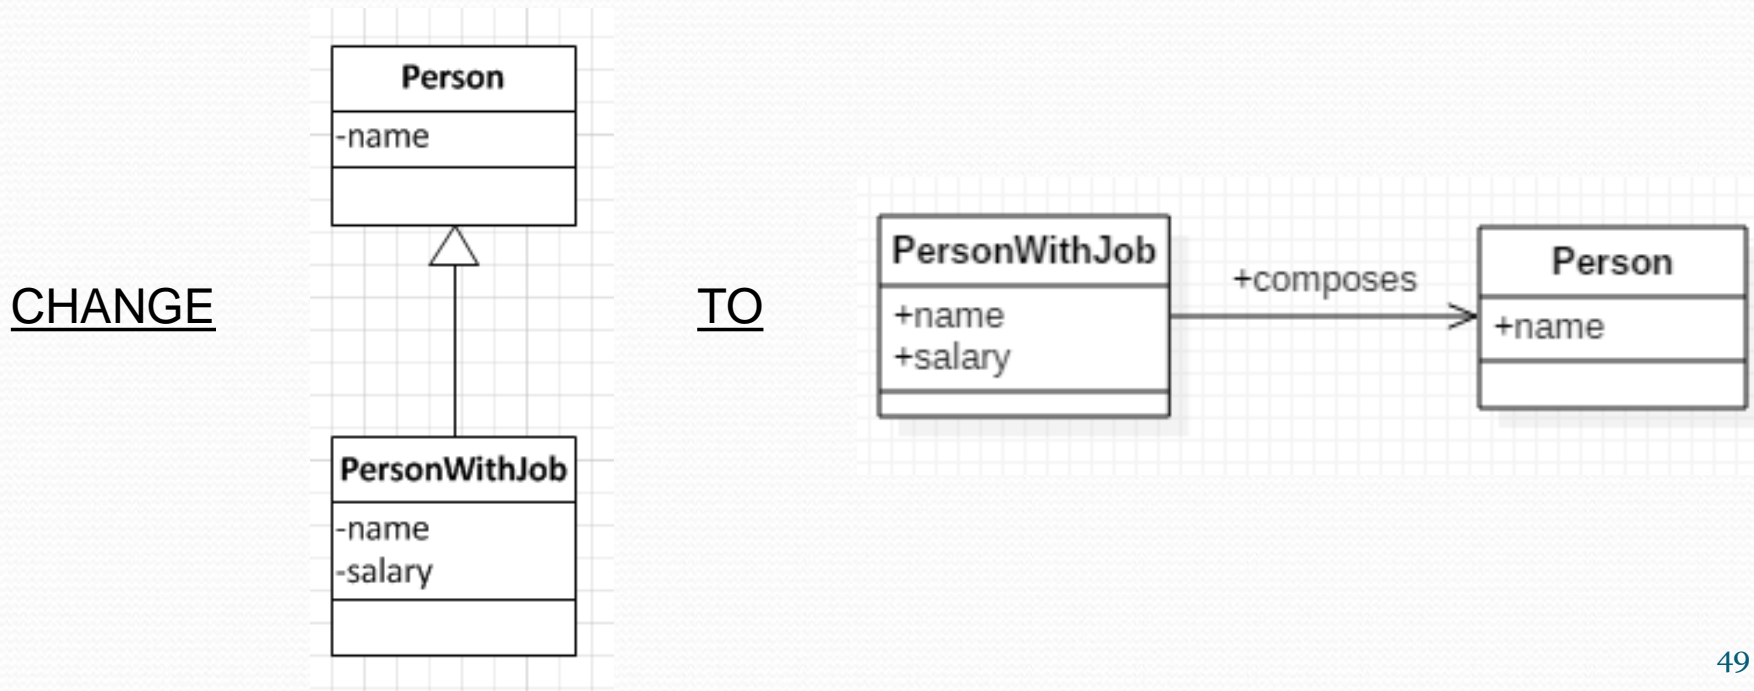 CHANGE
Person
-name
PersonWithJob
-name
-salary
TO
PersonWithJob
+name
+salary
+composes
Person
+name
49